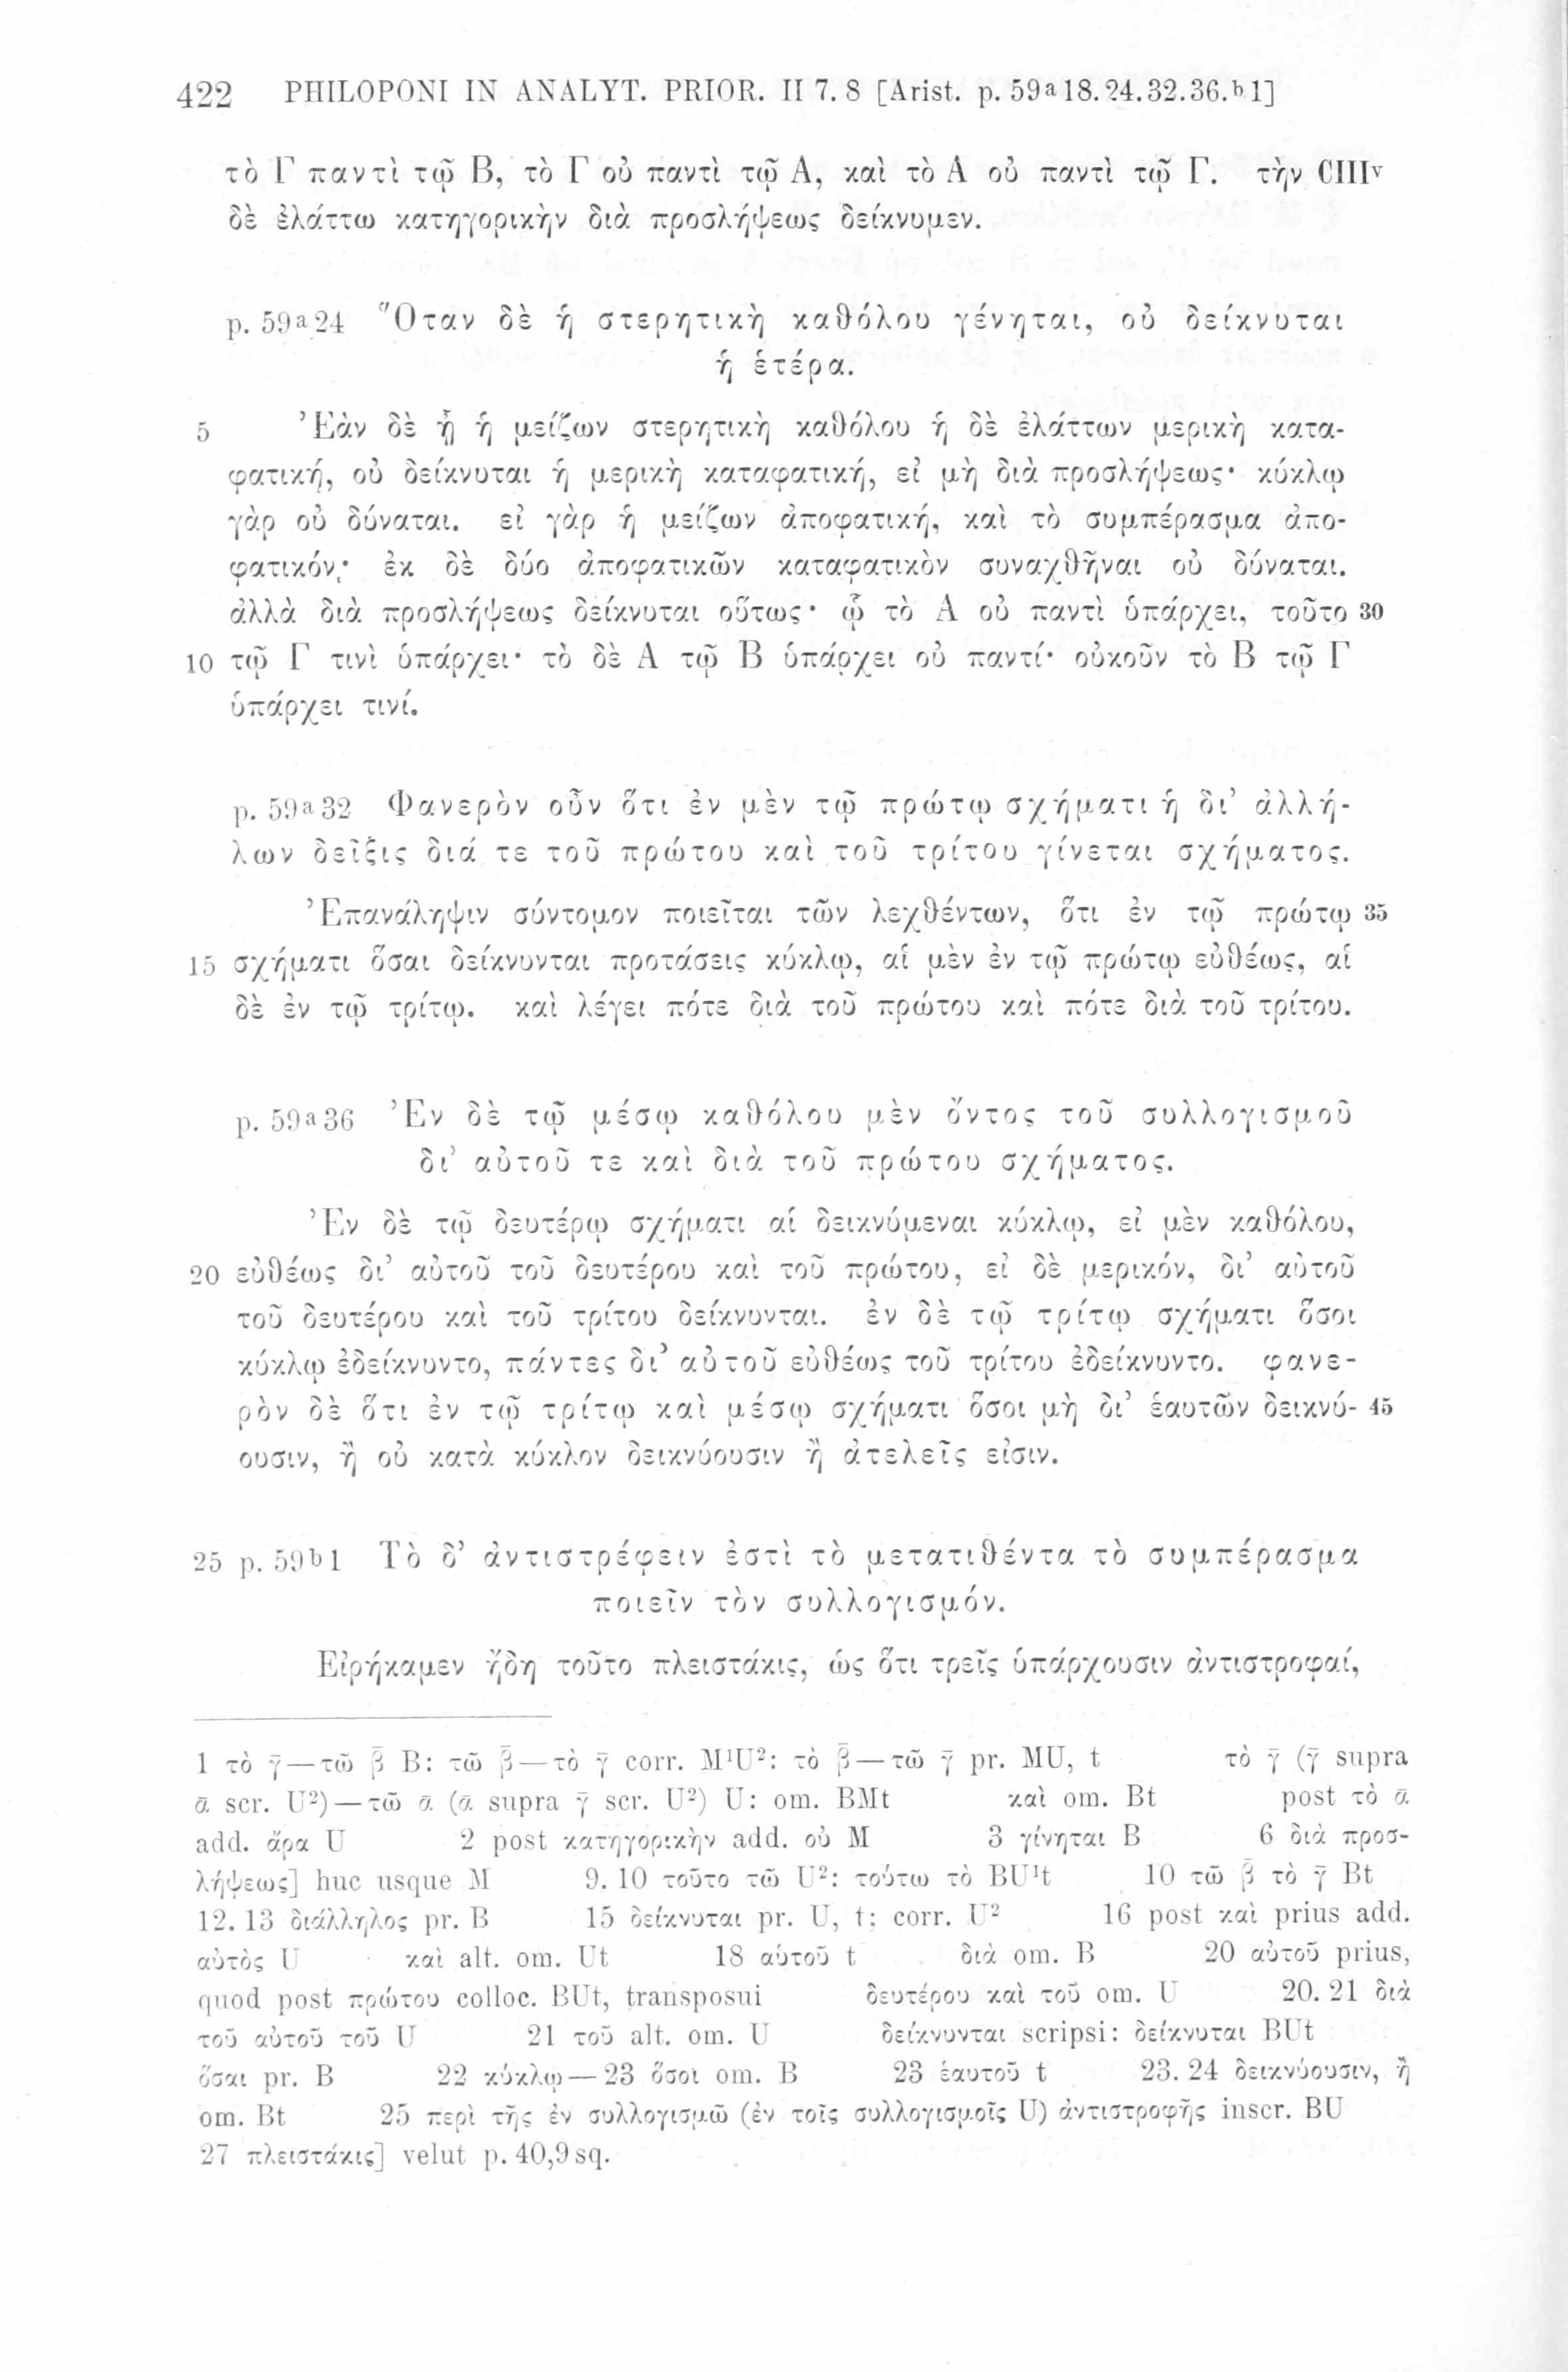 422 PHILOPONI IN ANALYT. PRIOR. II 7. 8 [Arist. p. 59a18.24.32.36.b1]
τὸ Γ παντὶ τῷ Β, τὸ Γ οὐ παντὶ τῷ Α, καὶ τὸ Α οὐ παντὶ τῷ Γ. τὴν CIIIv
δὲ ἐλάττω κατηγορικὴν διὰ προσλήψεως δείκνυμεν.
p. 59a24 Ὅταν δὲ ἡ στερητικὴ καθόλου γένηται, οὐ δείκνυται
ἡ ἑτέρα.
5 Ἐὰν δὲ ᾖ ἡ μείζων στερητικὴ καθόλου ἡ δὲ ἐλάττων μερικὴ κατα-
φατική, οὐ δείκνυται ἡ μερικὴ καταφατική, εἰ μὴ διὰ προσλήψεως· κύκλῳ
γὰρ οὐ δύναται. εἰ γὰρ ἡ μείζων ἀποφατική, καὶ τὸ συμπέρασμα ἀπο-
φατικόν· ἐκ δὲ δύο ἀποφατικῶν καταφατικὸν συναχθῆναι οὐ δύναται.
ἀλλὰ διὰ προσλήψεως δείκνυται οὕτως· ᾧ τὸ Α οὐ παντὶ ὑπάρχει, τοῦτο 30
10 τῷ Γ τινὶ ὑπάρχει· τὸ δὲ Α τῷ Β ὑπάρχει οὐ παντί· οὐκοῦν τὸ Β τῷ Γ
ὑπάρχει τινί.
p. 59a32 Φανερὸν οὖν ὅτι ἐν μὲν τῷ πρώτῳ σχήματι ἡ δι’ ἀλλή-
λων δεῖξις διά τε τοῦ πρώτου καὶ τοῦ τρίτου γίνεται σχήματος.
Ἐπανάληψιν σύντομον ποιεῖται τῶν λεχθέντων, ὅτι ἐν τῷ πρώτῳ 35
15 σχήματι ὅσαι δείκνυνται προτάσεις κύκλῳ, αἱ μὲν ἐν τῷ πρώτῳ εὐθέως, αἱ
δὲ ἐν τῷ τρίτῳ. καὶ λέγει πότε διὰ τοῦ πρώτου καὶ πότε διὰ τοῦ τρίτου.
p. 59a36 Ἐν δὲ τῷ μέσῳ καθόλου μὲν ὄντος τοῦ συλλογισμοῦ
δι’ αὐτοῦ τε καὶ διὰ τοῦ πρώτου σχήματος.
Ἐν δὲ τῷ δευτέρῳ σχήματι αἱ δεικνύμεναι κύκλῳ, εἰ μὲν καθόλου,
20 εὐθέως δι’ αὐτοῦ τοῦ δευτέρου καὶ τοῦ πρώτου, εἰ δὲ μερικόν, δι’ αὐτοῦ
τοῦ δευτέρου καὶ τοῦ τρίτου δείκνυνται. ἐν δὲ τῷ τρίτῳ σχήματι ὅσοι
κύκλῳ ἐδείκνυντο, πάντες δι’ αὐτοῦ εὐθέως τοῦ τρίτου ἐδείκνυντο. φανε-
ρὸν δὲ ὅτι ἐν τῷ τρίτῳ καὶ μέσῳ σχήματι ὅσοι μὴ δι’ ἑαυτῶν δεικνύ- 45
ουσιν, ἢ οὐ κατὰ κύκλον δεικνύουσιν ἢ ἀτελεῖς εἰσιν.
25 p. 59b1 Τὸ δ’ ἀντιστρέφειν ἐστὶ τὸ μετατιθέντα τὸ συμπέρασμα
ποιεῖν τὸν συλλογισμόν.
Εἰρήκαμεν ἤδη τοῦτο πλειστάκις, ὡς ὅτι τρεῖς ὑπάρχουσιν ἀντιστροφαί,
1 τὸ γ̄—τῶ β̄ B: τῶ β̄—τὸ γ̄ corr. M¹U²: τὸ β̄—τῶ γ̄ pr. MU, t τὸ γ̄ (γ̄ supra
ᾱ scr. U²)—τῶ ᾱ (ᾱ supra γ̄ scr. U²) U: om. BMt καὶ om. Bt post τὸ ᾱ
add. ἄρα U 2 post κατηγορικὴν add. οὐ M 3 γίνηται B 6 διὰ προσ-
λήψεως] huc usque M 9. 10 τοῦτο τῶ U²: τούτω τὸ BU¹t 10 τῶ β̄ τὸ γ̄ Bt
12. 13 διάλληλος pr. B 15 δείκνυται pr. U, t: corr. U² 16 post καὶ prius add.
αὐτὸς U καὶ alt. om. Ut 18 αὑτοῦ t διὰ om. B 20 αὐτοῦ prius,
quod post πρώτου colloc. BUt, transposui δευτέρου καὶ τοῦ om. U 20. 21 διὰ
τοῦ αὐτοῦ τοῦ U 21 τοῦ alt. om. U δείκνυνται scripsi: δείκνυται BUt
ὅσαι pr. B 22 κύκλῳ—23 ὅσοι om. B 23 ἑαυτοῦ t 23. 24 δεικνύουσιν, ἢ
om. Bt 25 περὶ τῆς ἐν συλλογισμῶ (ἐν τοῖς συλλογισμοῖς U) ἀντιστροφῆς inscr. BU
27 πλειστάκις] velut p. 40,9 sq.